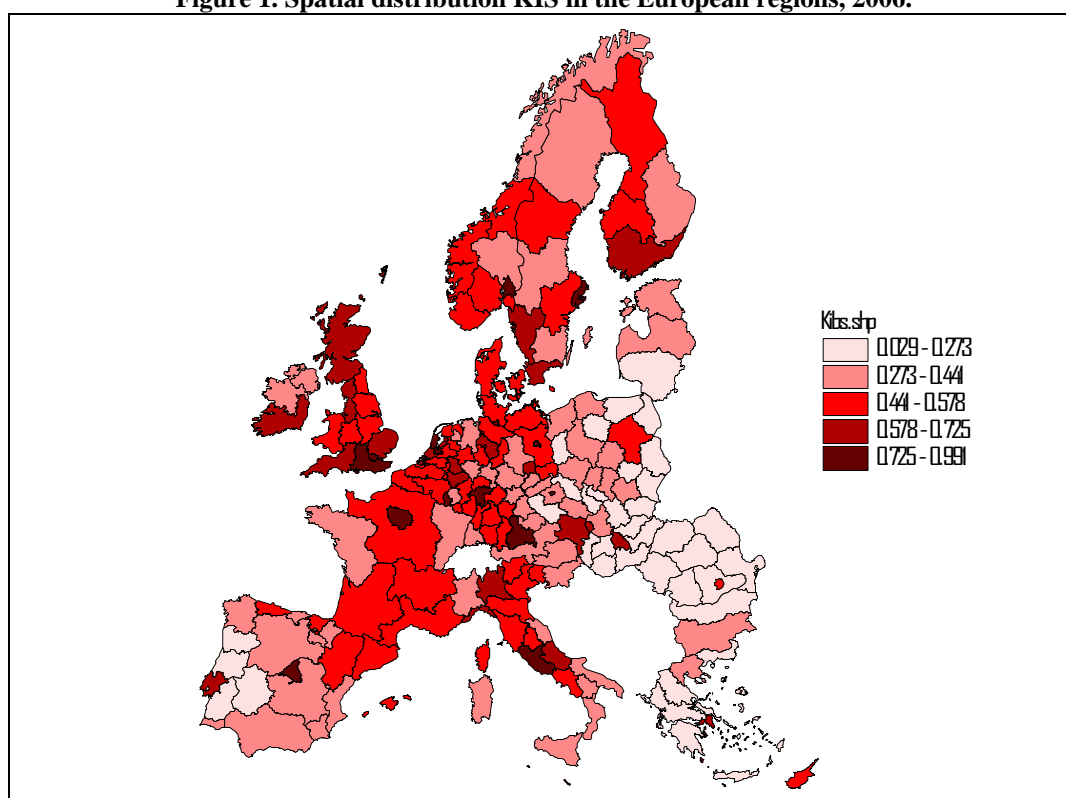 Figure 1. Spatial distribution KIS in the European regions, 2006.
Kibs.shp
0.029 - 0.273
0.273 - 0.441
0.441 - 0.578
0.578 - 0.725
0.725 - 0.991